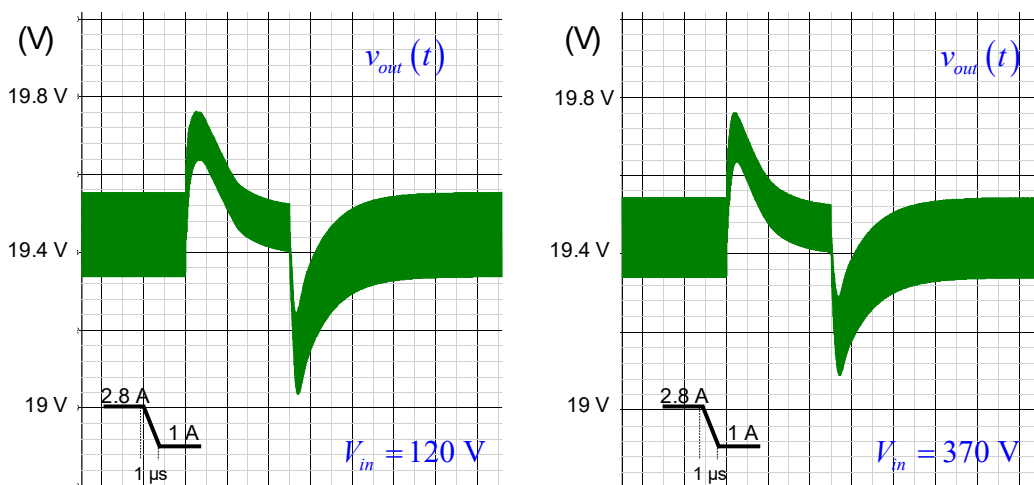 (V)
v_out (t)
19.8 V
19.4 V
19 V
2.8 A
1 A
1 µs
V_in = 120 V
(V)
v_out (t)
19.8 V
19.4 V
19 V
2.8 A
1 A
1 µs
V_in = 370 V